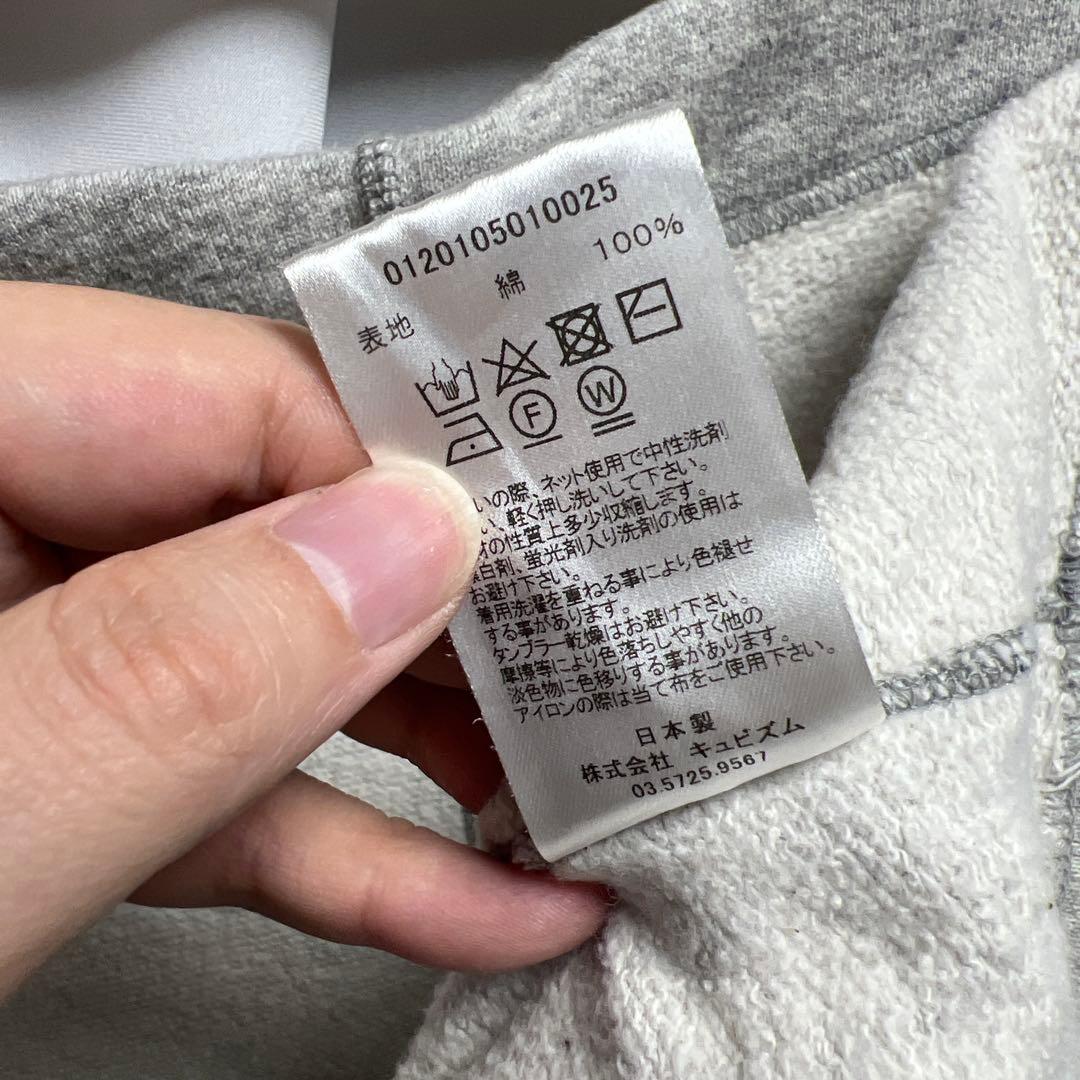 0120105010025
表地 綿 100%
F W
いの際、ネット使用で中性洗剤
い、軽く押し洗いして下さい。
材の性質上多少収縮します。
白剤、蛍光剤入り洗剤の使用は
お避け下さい。
着用洗濯を重ねる事により色褪せ
する事があります。
タンブラー乾燥はお避け下さい。
摩擦等により色落ちしやすく他の
淡色物に色移りする事があります。
アイロンの際は当て布をご使用下さい。
日本製
株式会社 キュビズム
03.5725.9567